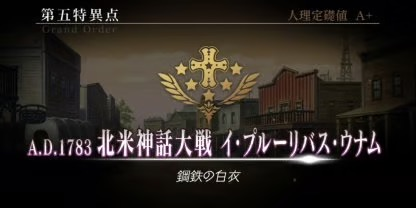 第五特異点 人理定礎値 A+
Grand Order
A.D.1783 北米神話大戦 イ・プルーリバス・ウナム
鋼鉄の白衣